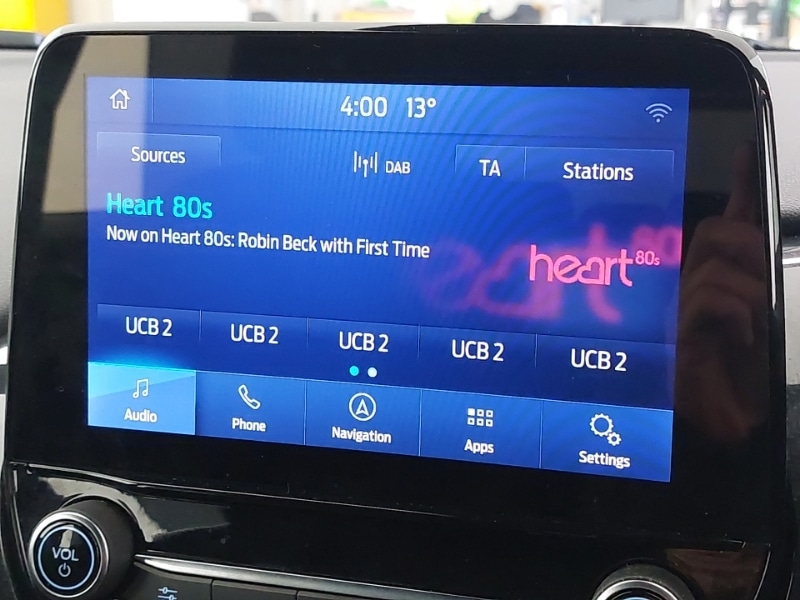 4:00 13°
Sources DAB TA Stations
Heart 80s
Now on Heart 80s: Robin Beck with First Time
heart 80s
UCB 2 UCB 2 UCB 2 UCB 2 UCB 2
Audio Phone Navigation Apps Settings
VOL